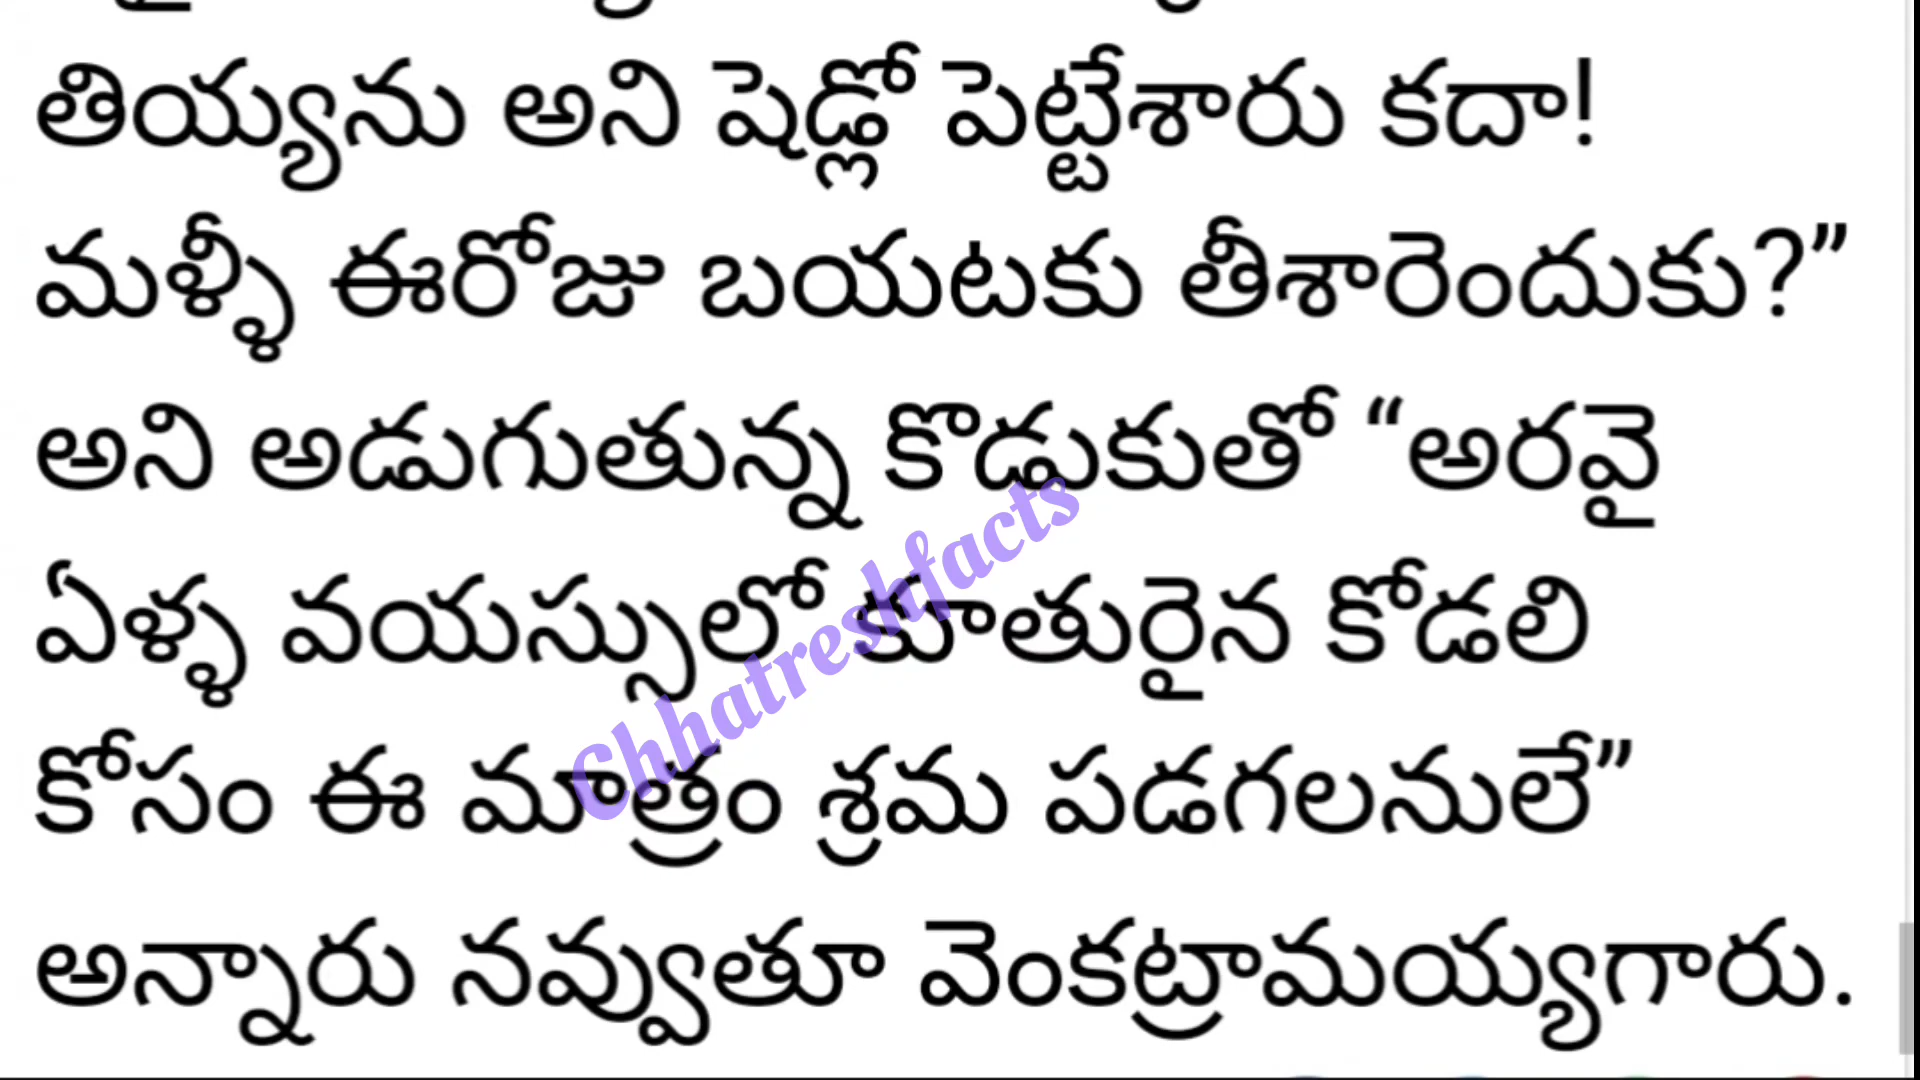 తియ్యను అని షెడ్లో పెట్టేశారు కదా!
మళ్ళీ ఈరోజు బయటకు తీశారెందుకు?”
అని అడుగుతున్న కొడుకుతో “అరవై
ఏళ్ళ వయస్సులో కూతురైన కోడలి
కోసం ఈ మాత్రం శ్రమ పడగలనులే”
అన్నారు నవ్వుతూ వెంకట్రామయ్యగారు.
Chhatreshfacts